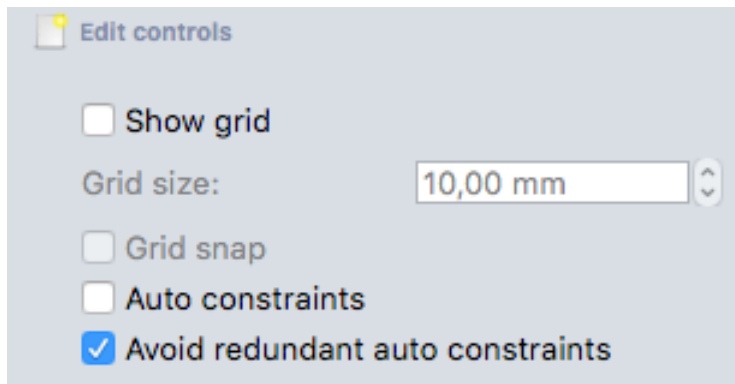 Edit controls
Show grid
Grid size: 10,00 mm
Grid snap
Auto constraints
Avoid redundant auto constraints